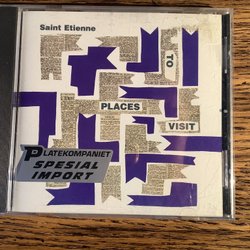 Saint Etienne
TO
PLACES
VISIT
PLATEKOMPANIET
SPESIAL
IMPORT